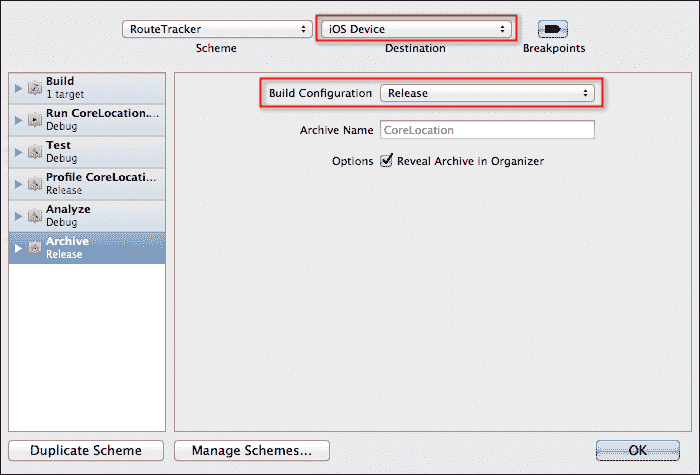 RouteTracker
iOS Device
Scheme
Destination
Breakpoints
Build
1 target
Run CoreLocation....
Debug
Test
Debug
Profile CoreLocati...
Release
Analyze
Debug
Archive
Release
Build Configuration
Release
Archive Name
CoreLocation
Options
Reveal Archive in Organizer
Duplicate Scheme
Manage Schemes...
OK